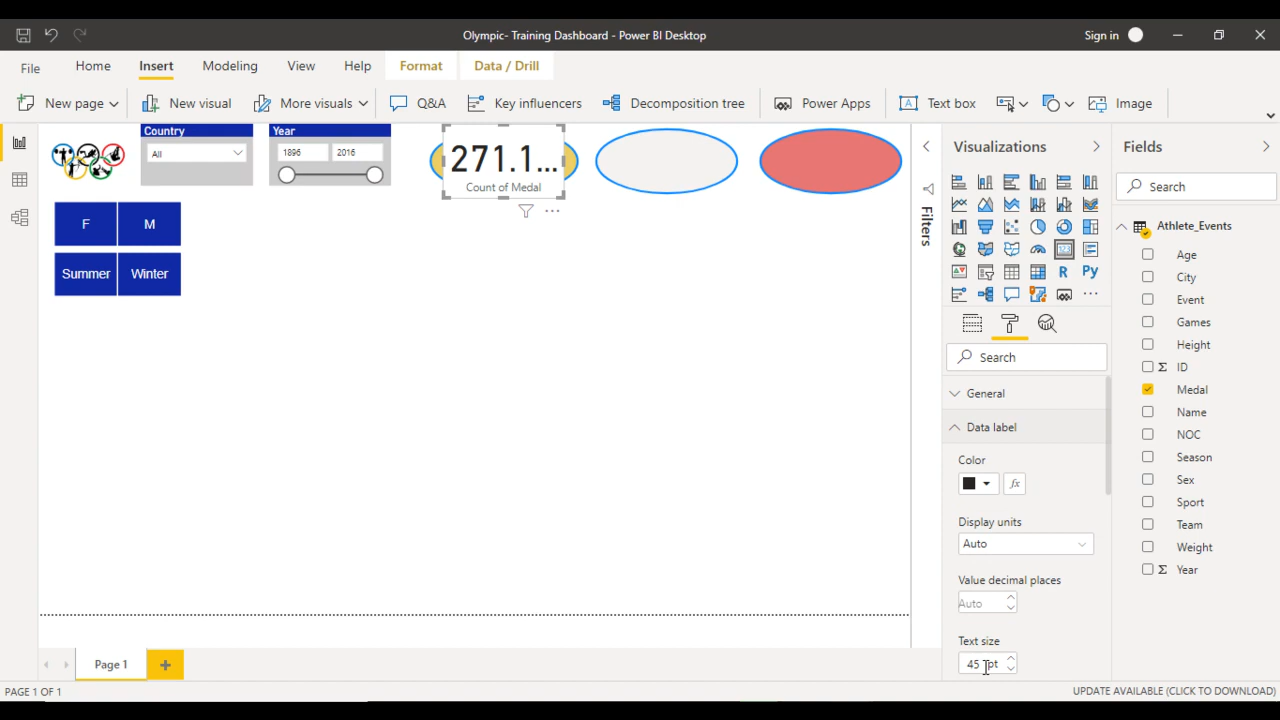 Olympic- Training Dashboard - Power BI Desktop
Sign in
File Home Insert Modeling View Help Format Data / Drill
New page New visual More visuals Q&A Key influencers Decomposition tree Power Apps Text box Image
Country
All
Year
1896 2016
271.1...
Count of Medal
F M
Summer Winter
Filters
Visualizations
123
R Py
Search
General
Data label
Color
fx
Display units
Auto
Value decimal places
Auto
Text size
45 pt
Fields
Search
Athlete_Events
Age
City
Event
Games
Height
Σ ID
Medal
Name
NOC
Season
Sex
Sport
Team
Weight
Σ Year
Page 1
PAGE 1 OF 1
UPDATE AVAILABLE (CLICK TO DOWNLOAD)